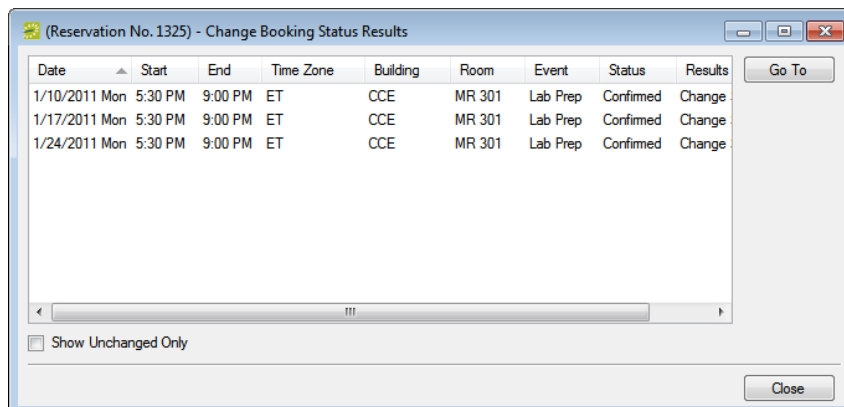 (Reservation No. 1325) - Change Booking Status Results
Date Start End Time Zone Building Room Event Status Results Go To
1/10/2011 Mon 5:30 PM 9:00 PM ET CCE MR 301 Lab Prep Confirmed Change
1/17/2011 Mon 5:30 PM 9:00 PM ET CCE MR 301 Lab Prep Confirmed Change
1/24/2011 Mon 5:30 PM 9:00 PM ET CCE MR 301 Lab Prep Confirmed Change
Show Unchanged Only
Close